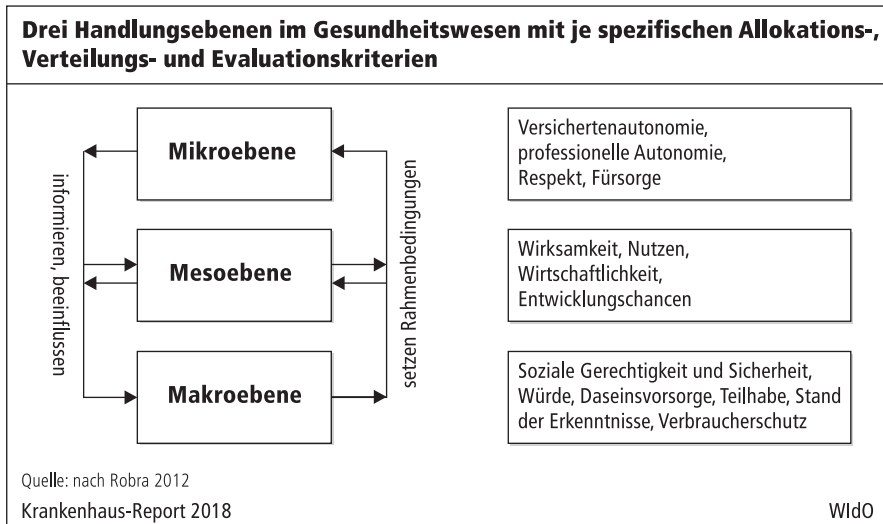 Drei Handlungsebenen im Gesundheitswesen mit je spezifischen Allokations-,
Verteilungs- und Evaluationskriterien
informieren, beeinflussen
Mikroebene
Mesoebene
Makroebene
setzen Rahmenbedingungen
Versichertenautonomie,
professionelle Autonomie,
Respekt, Fürsorge
Wirksamkeit, Nutzen,
Wirtschaftlichkeit,
Entwicklungschancen
Soziale Gerechtigkeit und Sicherheit,
Würde, Daseinsvorsorge, Teilhabe, Stand
der Erkenntnisse, Verbraucherschutz
Quelle: nach Robra 2012
Krankenhaus-Report 2018
WIdO